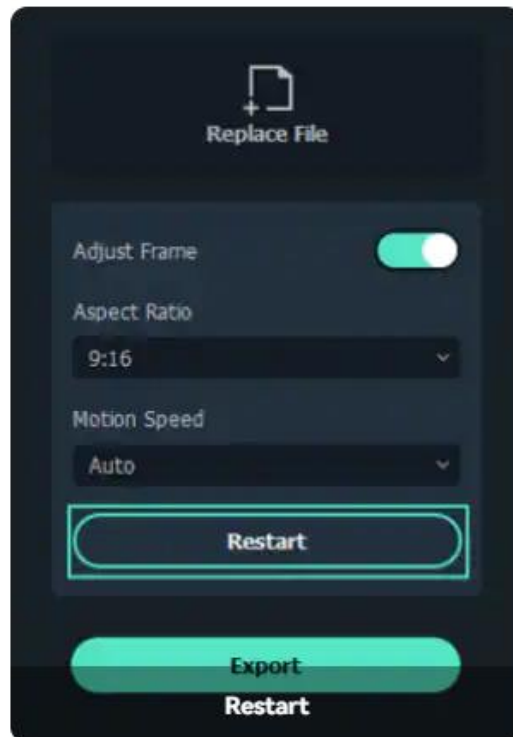 Replace File
Adjust Frame
Aspect Ratio
9:16
Motion Speed
Auto
Restart
Export
Restart